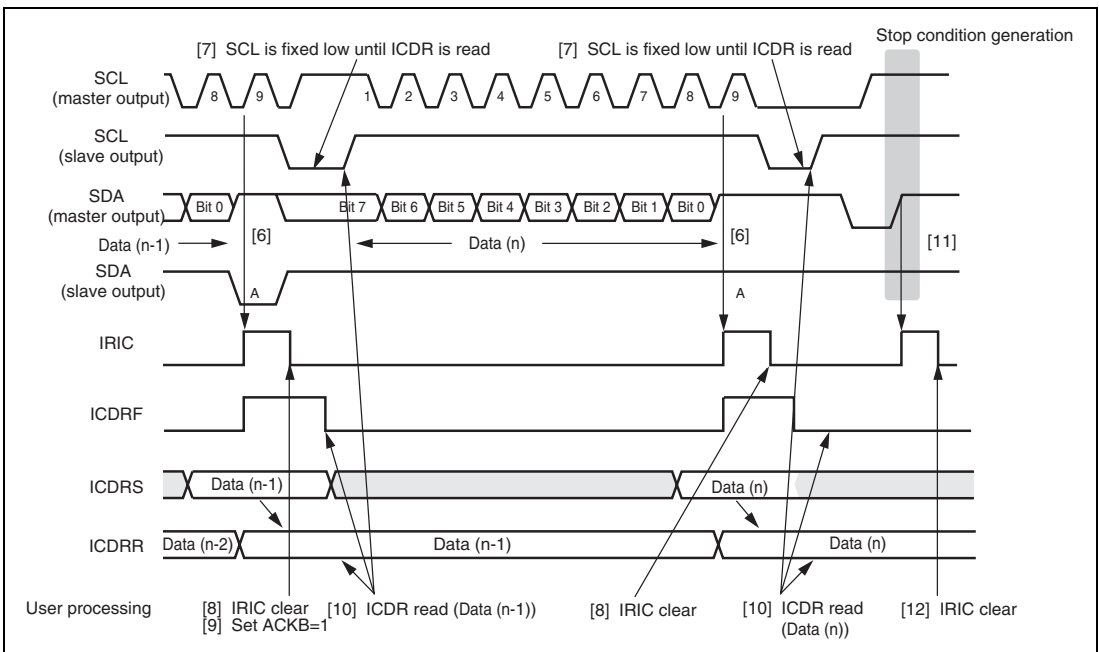 Stop condition generation
[7] SCL is fixed low until ICDR is read
[7] SCL is fixed low until ICDR is read
SCL
(master output)
8 9 1 2 3 4 5 6 7 8 9
SCL
(slave output)
SDA
(master output)
Bit 0 Bit 7 Bit 6 Bit 5 Bit 4 Bit 3 Bit 2 Bit 1 Bit 0
Data (n-1) [6] Data (n) [6] [11]
SDA
(slave output)
A A
IRIC
ICDRF
ICDRS Data (n-1) Data (n)
ICDRR Data (n-2) Data (n-1) Data (n)
User processing
[8] IRIC clear
[9] Set ACKB=1
[10] ICDR read (Data (n-1))
[8] IRIC clear
[10] ICDR read
(Data (n))
[12] IRIC clear